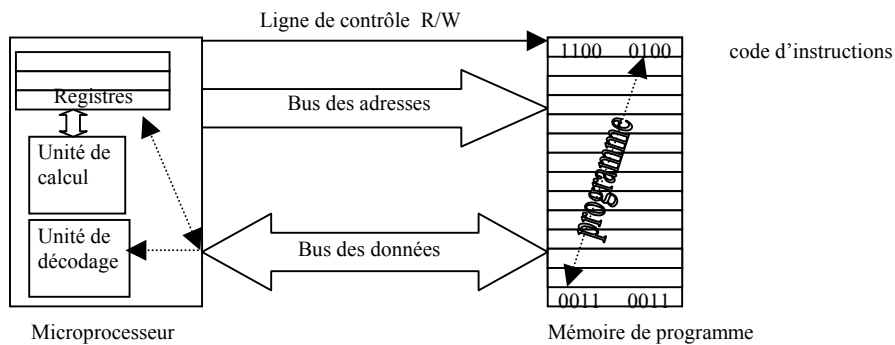 Ligne de contrôle R/W
1100 0100
code d'instructions
Registres
Bus des adresses
Unité de
calcul
programme
Unité de
décodage
Bus des données
0011 0011
Microprocesseur
Mémoire de programme